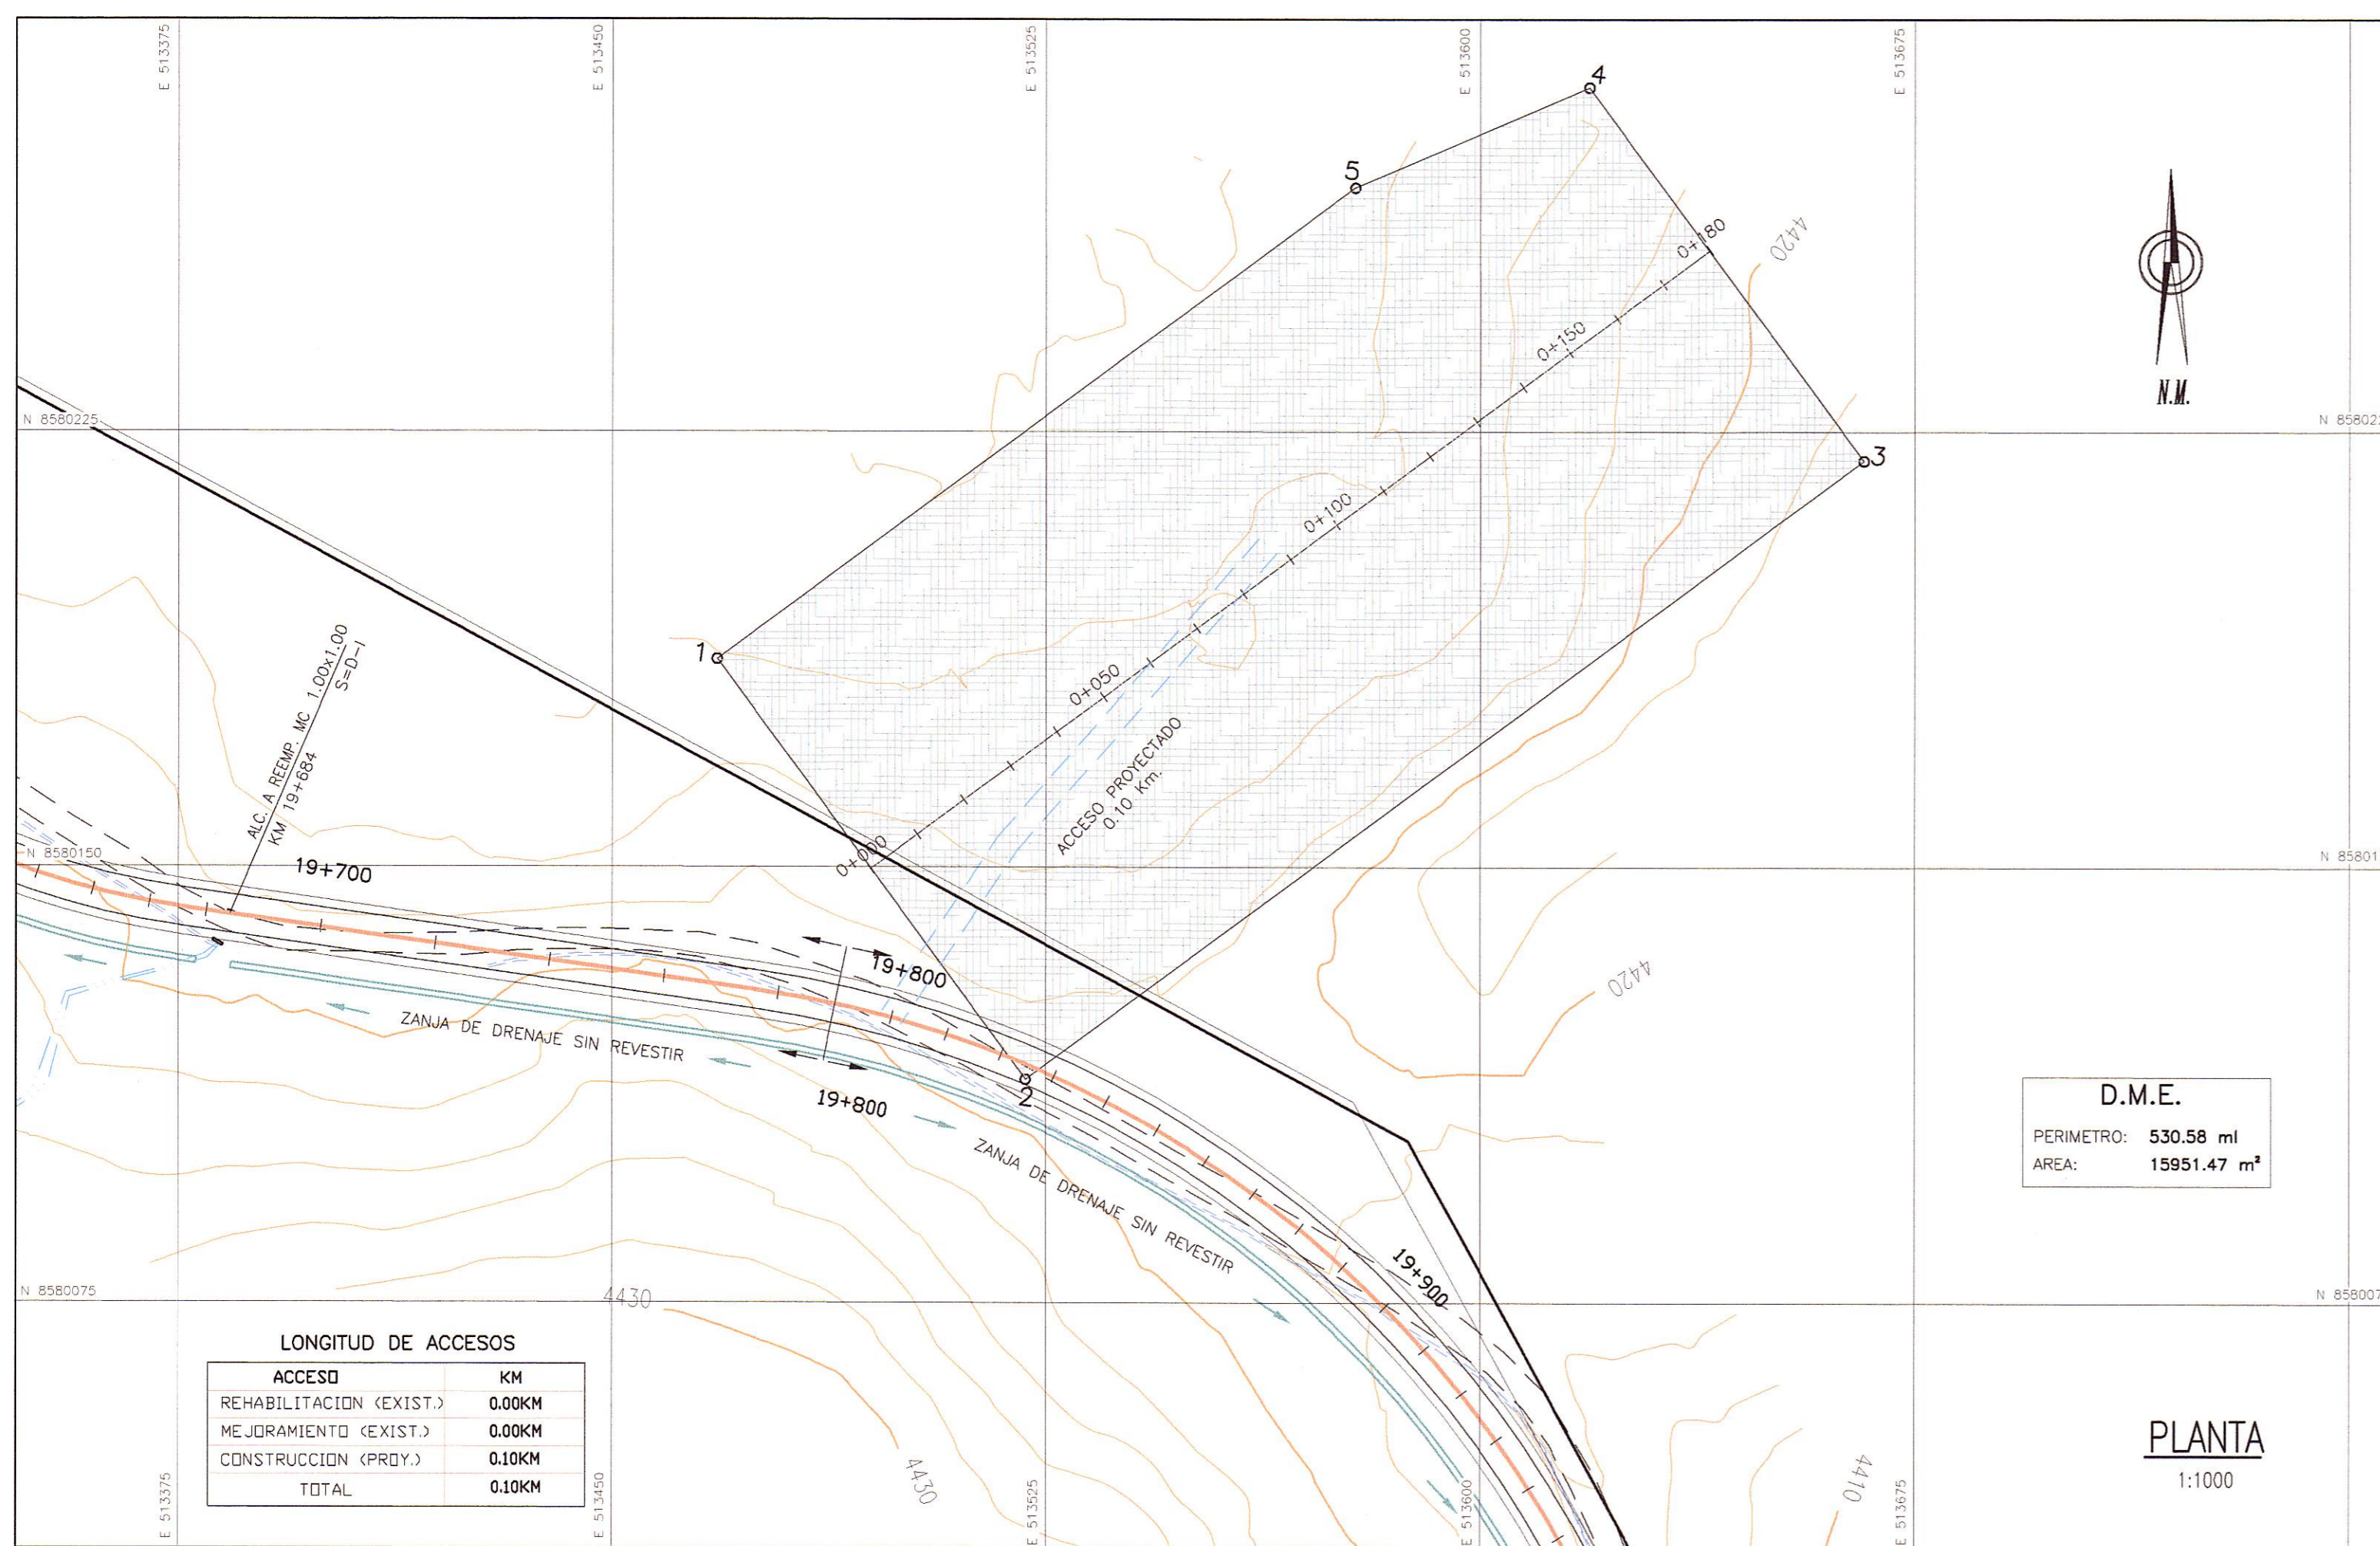 E 513375
E 513450
E 513525
E 513600
E 513675
4
5
0+180
4420
N.M.
N 8580225
N 85802
3
0+150
0+100
1
0+050
ALC. A REEMP. MC 1.00x1.00
S=D-I
KM 19+684
ACCESO PROYECTADO
0.10 Km.
0+000
N 8580150
N 85801
19+700
19+800
4420
ZANJA DE DRENAJE SIN REVESTIR
2
19+800
D.M.E.
PERIMETRO: 530.58 ml
AREA: 15951.47 m²
ZANJA DE DRENAJE SIN REVESTIR
19+900
N 8580075
4430
N 858007
LONGITUD DE ACCESOS
ACCESO KM
REHABILITACION (EXIST.) 0.00KM
MEJORAMIENTO (EXIST.) 0.00KM
CONSTRUCCION (PROY.) 0.10KM
TOTAL 0.10KM
4430
4410
PLANTA
1:1000
E 513375
E 513450
E 513525
E 513600
E 513675